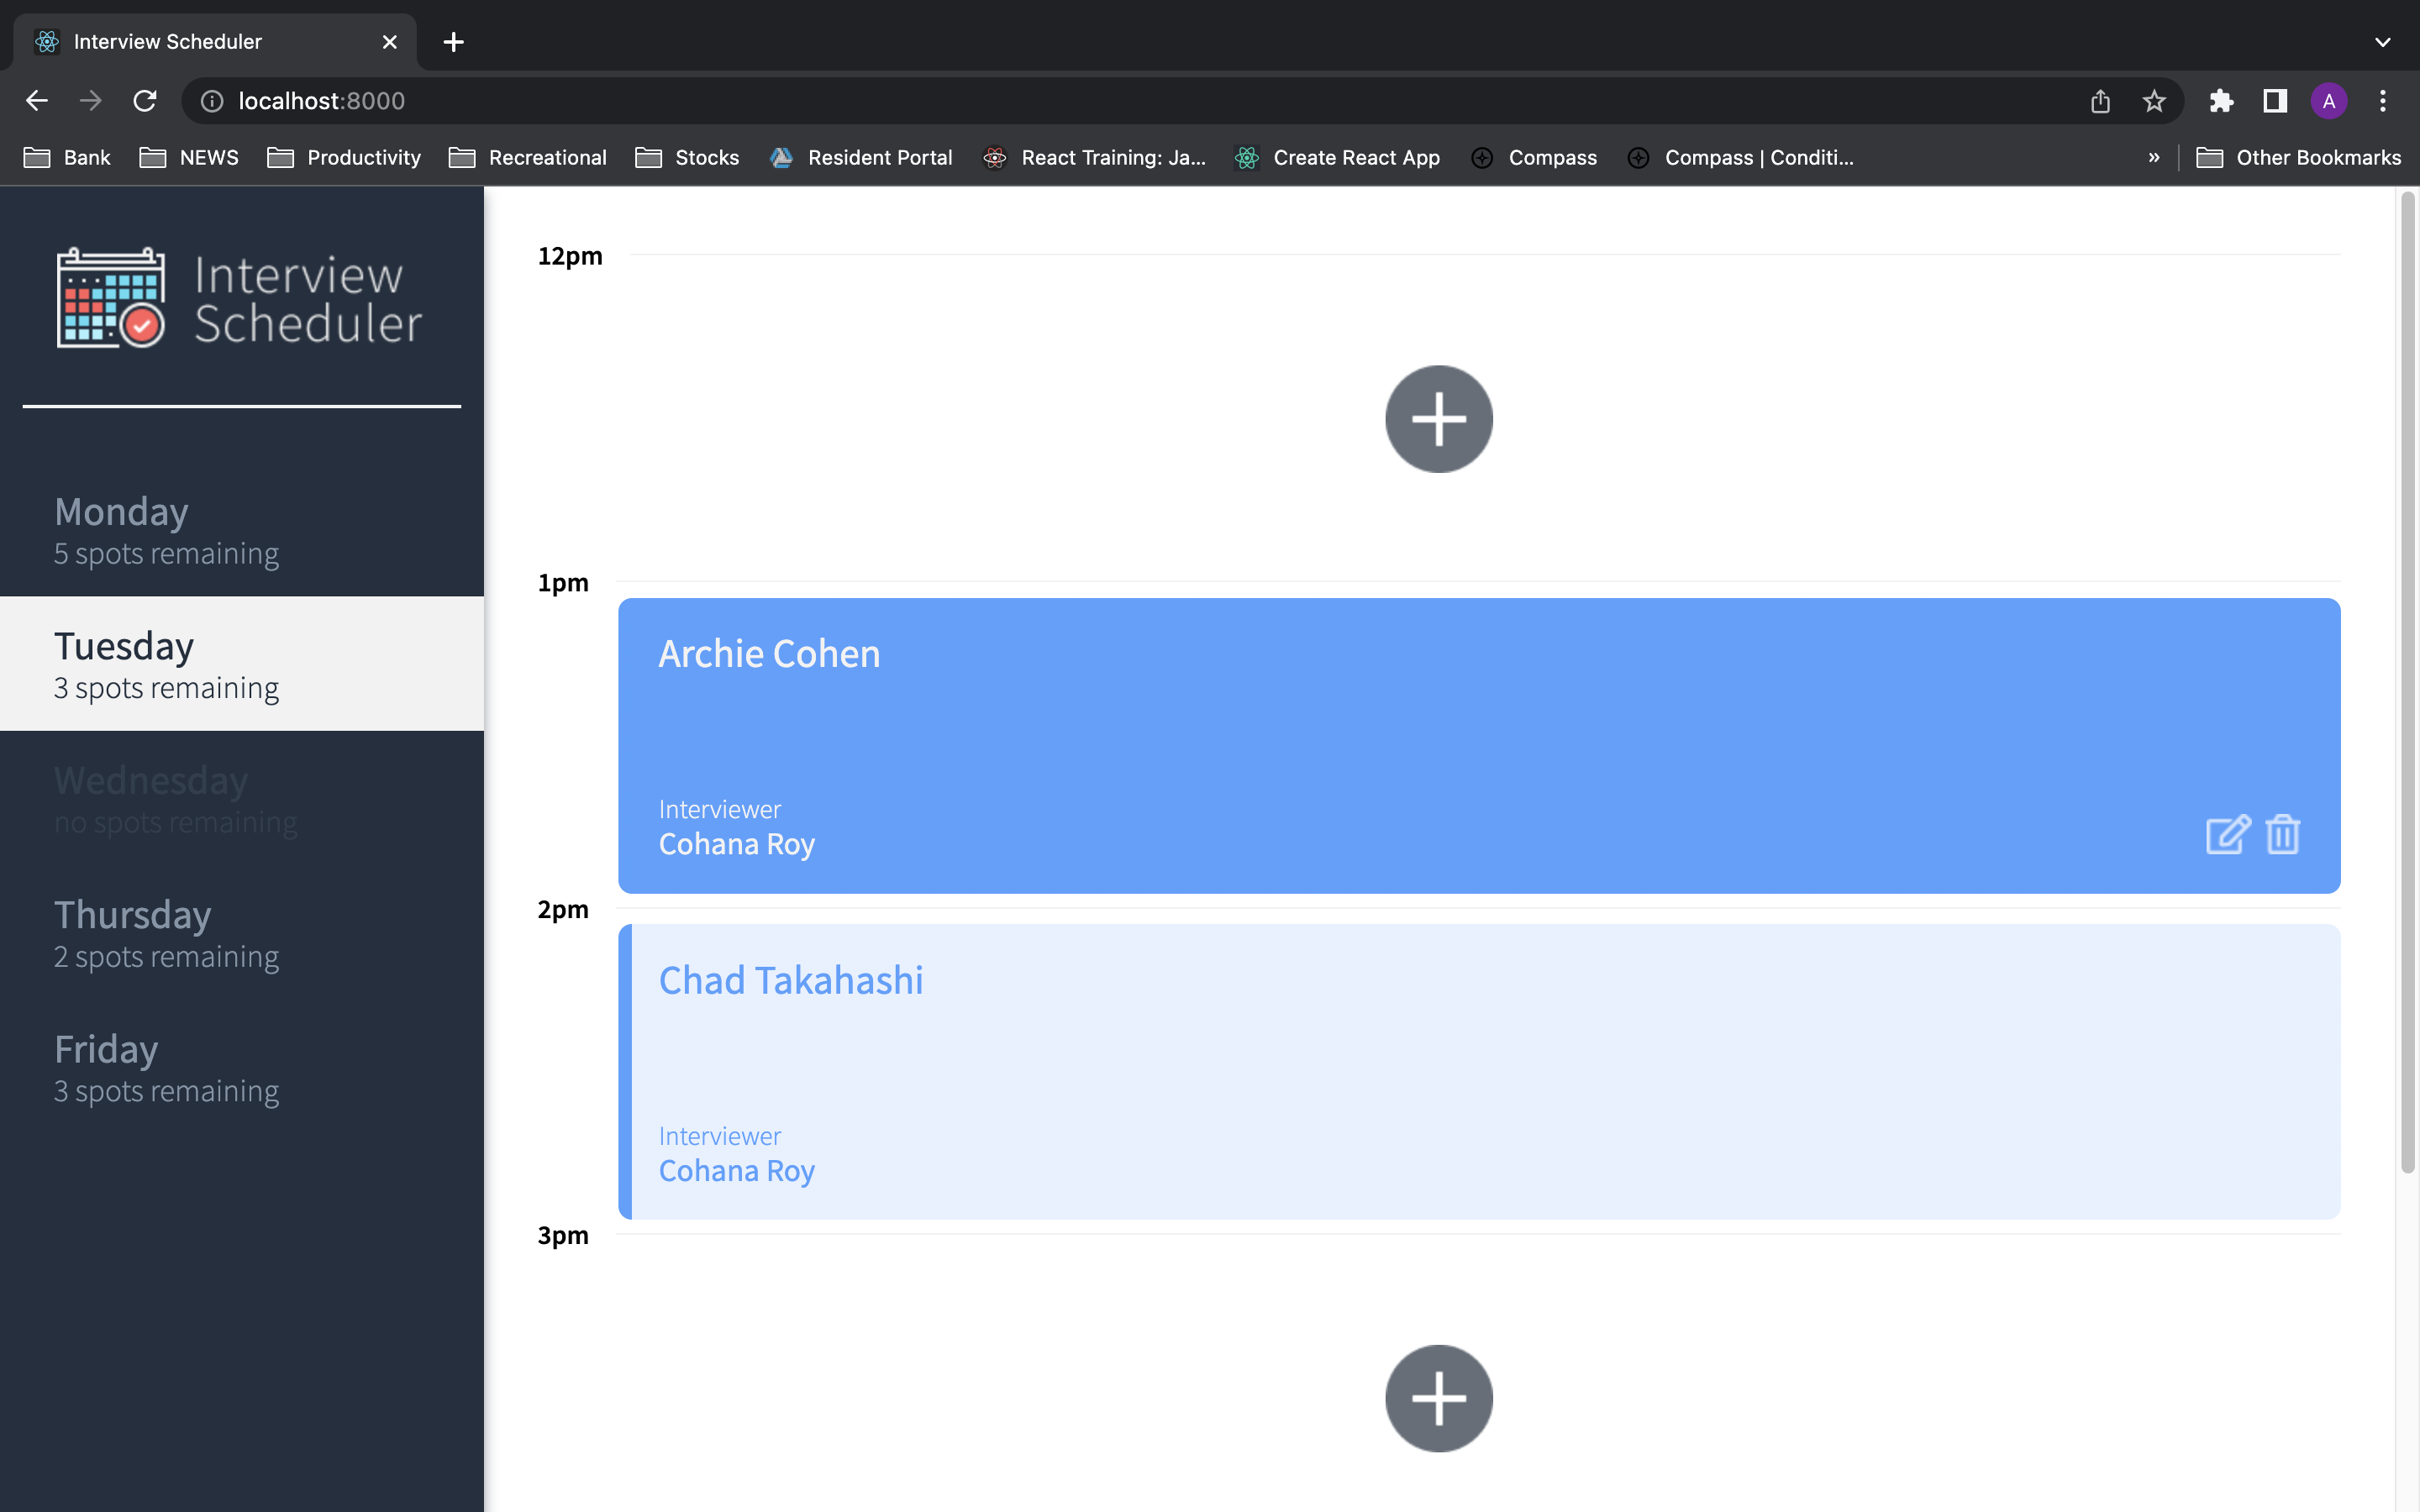 Interview Scheduler
localhost:8000
A
Bank
NEWS
Productivity
Recreational
Stocks
Resident Portal
React Training: Ja...
Create React App
Compass
Compass | Conditi...
»
Other Bookmarks
Interview
Scheduler
Monday
5 spots remaining
Tuesday
3 spots remaining
Wednesday
no spots remaining
Thursday
2 spots remaining
Friday
3 spots remaining
12pm
1pm
Archie Cohen
Interviewer
Cohana Roy
2pm
Chad Takahashi
Interviewer
Cohana Roy
3pm